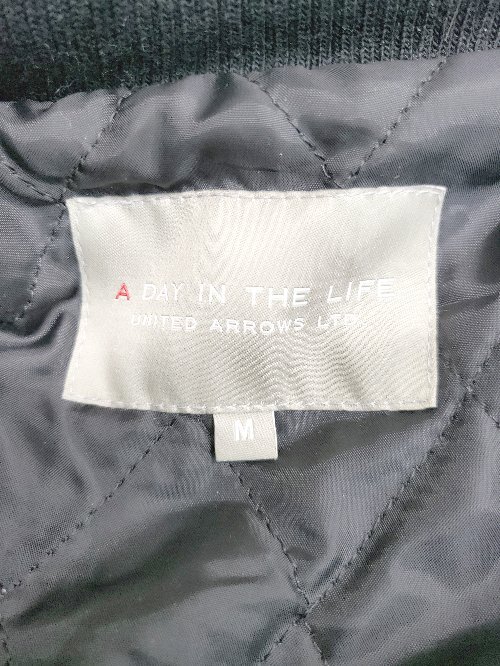 A DAY IN THE LIFE
UNITED ARROWS LTD.
M